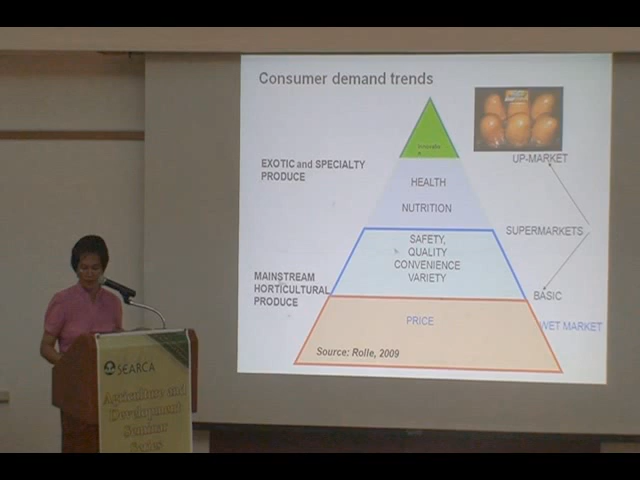 Consumer demand trends
EXOTIC and SPECIALTY
PRODUCE
HEALTH
NUTRITION
UP-MARKET
SUPERMARKETS
SAFETY,
QUALITY
CONVENIENCE
VARIETY
MAINSTREAM
HORTICULTURAL
PRODUCE
BASIC
PRICE
WET MARKET
Source: Rolle, 2009
SEARCA
Agriculture and
Development
Seminar
Series